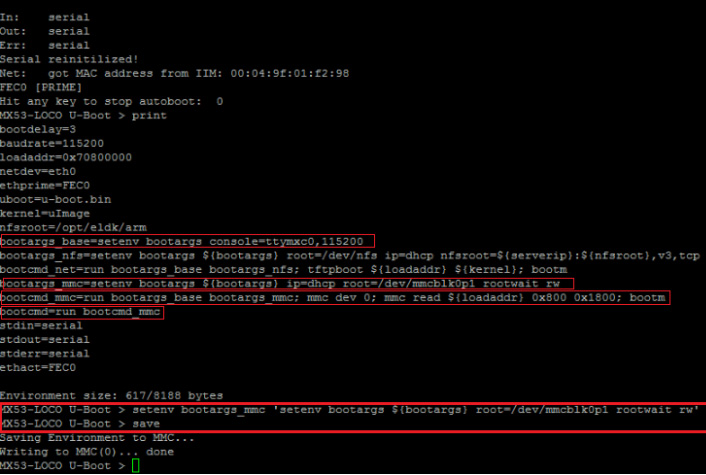 In:    serial
Out:   serial
Err:   serial
Serial reinitilized!
Net:   got MAC address from IIM: 00:04:9f:01:f2:98
FEC0 [PRIME]
Hit any key to stop autoboot:  0
MX53-LOCO U-Boot > print
bootdelay=3
baudrate=115200
loadaddr=0x70800000
netdev=eth0
ethprime=FEC0
uboot=u-boot.bin
kernel=uImage
nfsroot=/opt/eldk/arm
bootargs_base=setenv bootargs console=ttymxc0,115200
bootargs_nfs=setenv bootargs ${bootargs} root=/dev/nfs ip=dhcp nfsroot=${serverip}:${nfsroot},v3,tcp
bootcmd_net=run bootargs_base bootargs_nfs; tftpboot ${loadaddr} ${kernel}; bootm
bootargs_mmc=setenv bootargs ${bootargs} ip=dhcp root=/dev/mmcblk0p1 rootwait rw
bootcmd_mmc=run bootargs_base bootargs_mmc; mmc dev 0; mmc read ${loadaddr} 0x800 0x1800; bootm
bootcmd=run bootcmd_mmc
stdin=serial
stdout=serial
stderr=serial
ethact=FEC0
Environment size: 617/8188 bytes
MX53-LOCO U-Boot > setenv bootargs_mmc 'setenv bootargs ${bootargs} root=/dev/mmcblk0p1 rootwait rw'
MX53-LOCO U-Boot > save
Saving Environment to MMC...
Writing to MMC(0)... done
MX53-LOCO U-Boot >